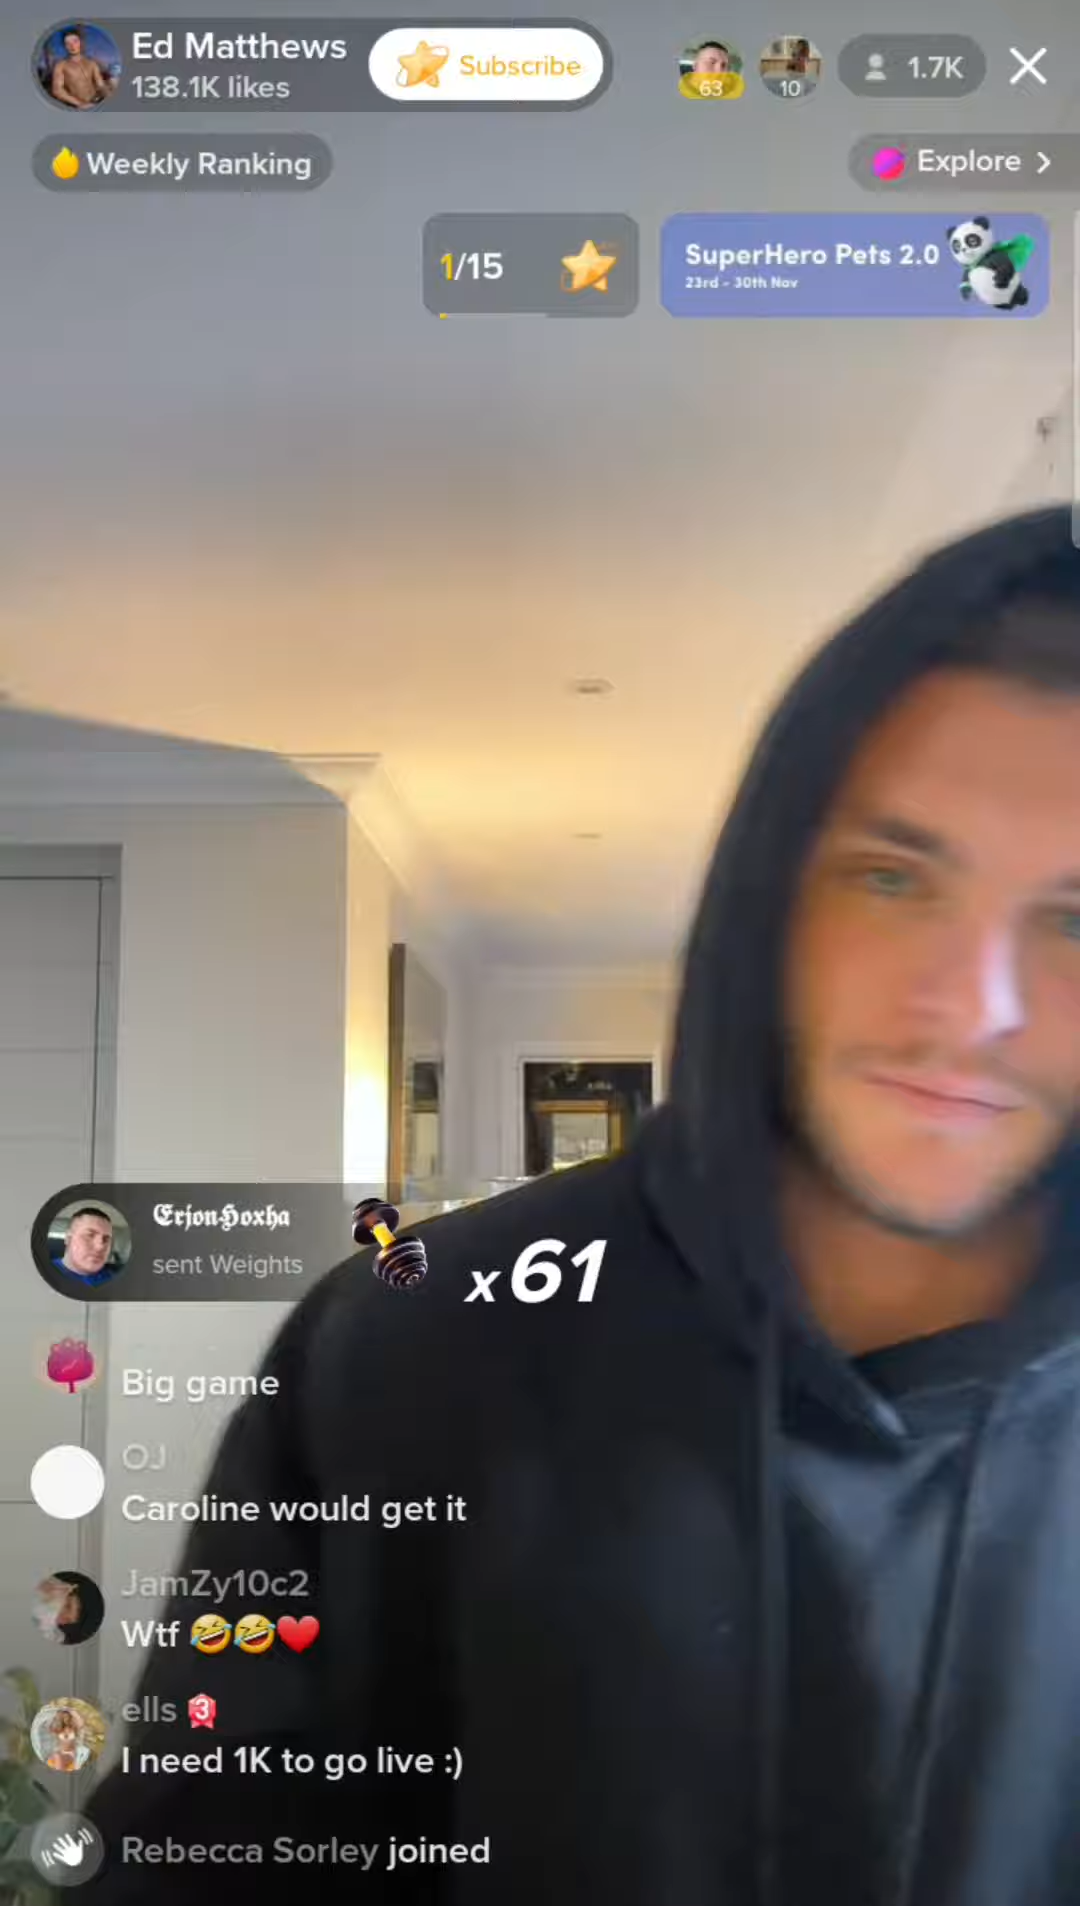 Ed Matthews
138.1K likes
Subscribe
63
10
1.7K
Weekly Ranking
Explore
1/15
SuperHero Pets 2.0
23rd - 30th Nov
𝕰𝖗𝖏𝖔𝖓𝕳𝖔𝖝𝖍𝖆
sent Weights
x61
Big game
OJ
Caroline would get it
JamZy10c2
Wtf 🤣🤣❤️
ells 3
I need 1K to go live :)
Rebecca Sorley joined